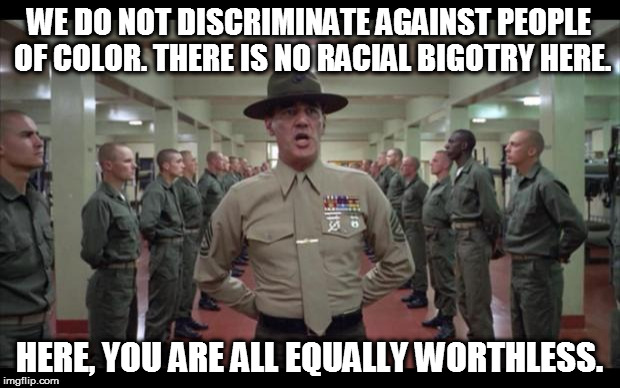 WE DO NOT DISCRIMINATE AGAINST PEOPLE
OF COLOR. THERE IS NO RACIAL BIGOTRY HERE.
HERE, YOU ARE ALL EQUALLY WORTHLESS.
imgflip.com